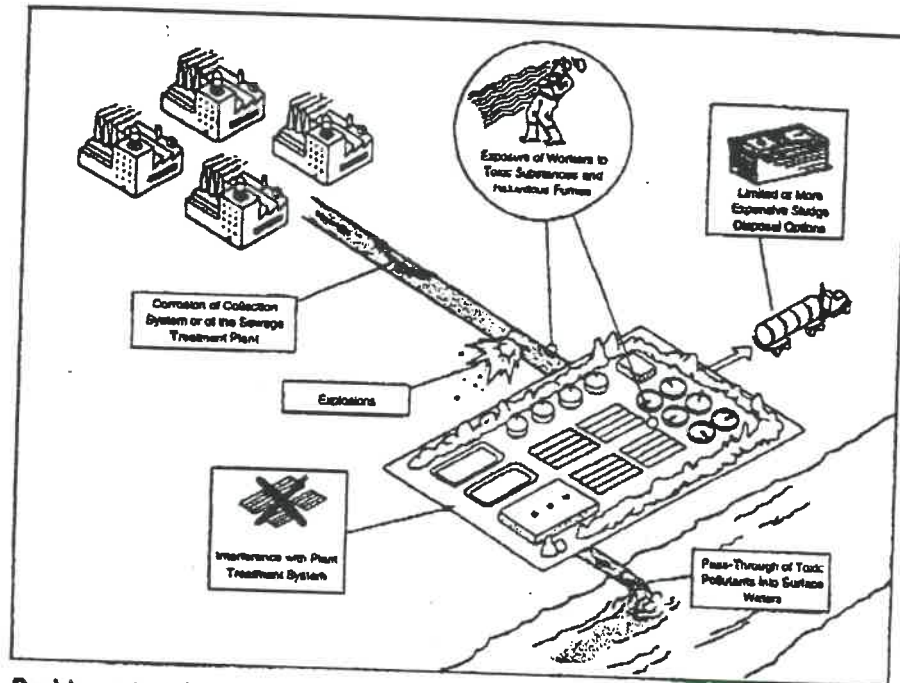 Exposure of Workers to
Toxic Substances and
Hazardous Fumes
Limited or More
Expensive Sludge
Disposal Options
Corrosion of Collection
System or of the Sewage
Treatment Plant
Explosions
Interference with Plant
Treatment System
Pass-Through of Toxic
Pollutants Into Surface
Waters